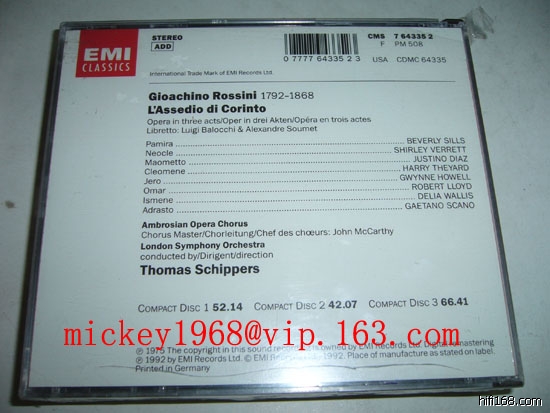 EMI
CLASSICS
STEREO
ADD
0 7777 64335 2 3
CMS 7 64335 2
F PM 508
USA CDMC 64335
International Trade Mark of EMI Records Ltd.
Gioachino Rossini 1792-1868
L'Assedio di Corinto
Opera in three acts/Oper in drei Akten/Opéra en trois actes
Libretto: Luigi Balocchi & Alexandre Soumet
Pamira BEVERLY SILLS
Neocle SHIRLEY VERRETT
Maometto JUSTINO DIAZ
Cleomene HARRY THEYARD
Jero GWYNNE HOWELL
Omar ROBERT LLOYD
Ismene DELIA WALLIS
Adrasto GAETANO SCANO
Ambrosian Opera Chorus
Chorus Master/Chorleitung/Chef des chœurs: John McCarthy
London Symphony Orchestra
conducted by/Dirigent/direction
Thomas Schippers
COMPACT DISC 1 52.14 COMPACT DISC 2 42.07 COMPACT DISC 3 66.41
mickey1968@vip.163.com
℗ 1975 The copyright in this sound recording is owned by EMI Records Ltd. Digital remastering
℗ 1992 by EMI Records Ltd. © EMI Records Ltd., 1992. Place of manufacture as stated on label.
Printed in Germany
hifi168.com